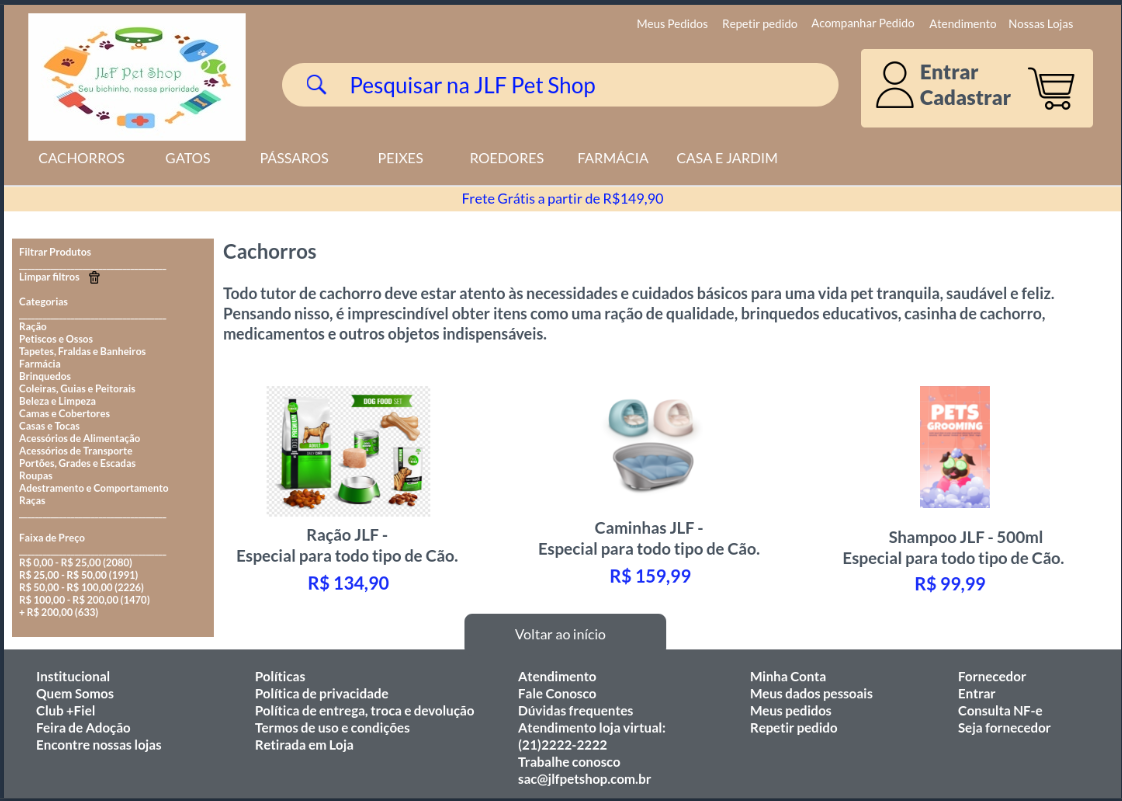 Meus Pedidos Repetir pedido Acompanhar Pedido Atendimento Nossas Lojas
JLF Pet Shop
Seu bichinho, nossa prioridade
Pesquisar na JLF Pet Shop
Entrar
Cadastrar
CACHORROS GATOS PÁSSAROS PEIXES ROEDORES FARMÁCIA CASA E JARDIM
Frete Grátis a partir de R$149,90
Filtrar Produtos
Limpar filtros
Categorias
Ração
Petiscos e Ossos
Tapetes, Fraldas e Banheiros
Farmácia
Brinquedos
Coleiras, Guias e Peitorais
Beleza e Limpeza
Camas e Cobertores
Casas e Tocas
Acessórios de Alimentação
Acessórios de Transporte
Portões, Grades e Escadas
Roupas
Adestramento e Comportamento
Raças
Faixa de Preço
R$ 0,00 - R$ 25,00 (2080)
R$ 25,00 - R$ 50,00 (1991)
R$ 50,00 - R$ 100,00 (2226)
R$ 100,00 - R$ 200,00 (1470)
+ R$ 200,00 (633)
Cachorros
Todo tutor de cachorro deve estar atento às necessidades e cuidados básicos para uma vida pet tranquila, saudável e feliz.
Pensando nisso, é imprescindível obter itens como uma ração de qualidade, brinquedos educativos, casinha de cachorro,
medicamentos e outros objetos indispensáveis.
DOG FOOD SET
Ração JLF -
Especial para todo tipo de Cão.
R$ 134,90
Caminhas JLF -
Especial para todo tipo de Cão.
R$ 159,99
PETS
GROOMING
Shampoo JLF - 500ml
Especial para todo tipo de Cão.
R$ 99,99
Voltar ao início
Institucional
Quem Somos
Club +Fiel
Feira de Adoção
Encontre nossas lojas
Políticas
Política de privacidade
Política de entrega, troca e devolução
Termos de uso e condições
Retirada em Loja
Atendimento
Fale Conosco
Dúvidas frequentes
Atendimento loja virtual:
(21)2222-2222
Trabalhe conosco
sac@jlfpetshop.com.br
Minha Conta
Meus dados pessoais
Meus pedidos
Repetir pedido
Fornecedor
Entrar
Consulta NF-e
Seja fornecedor